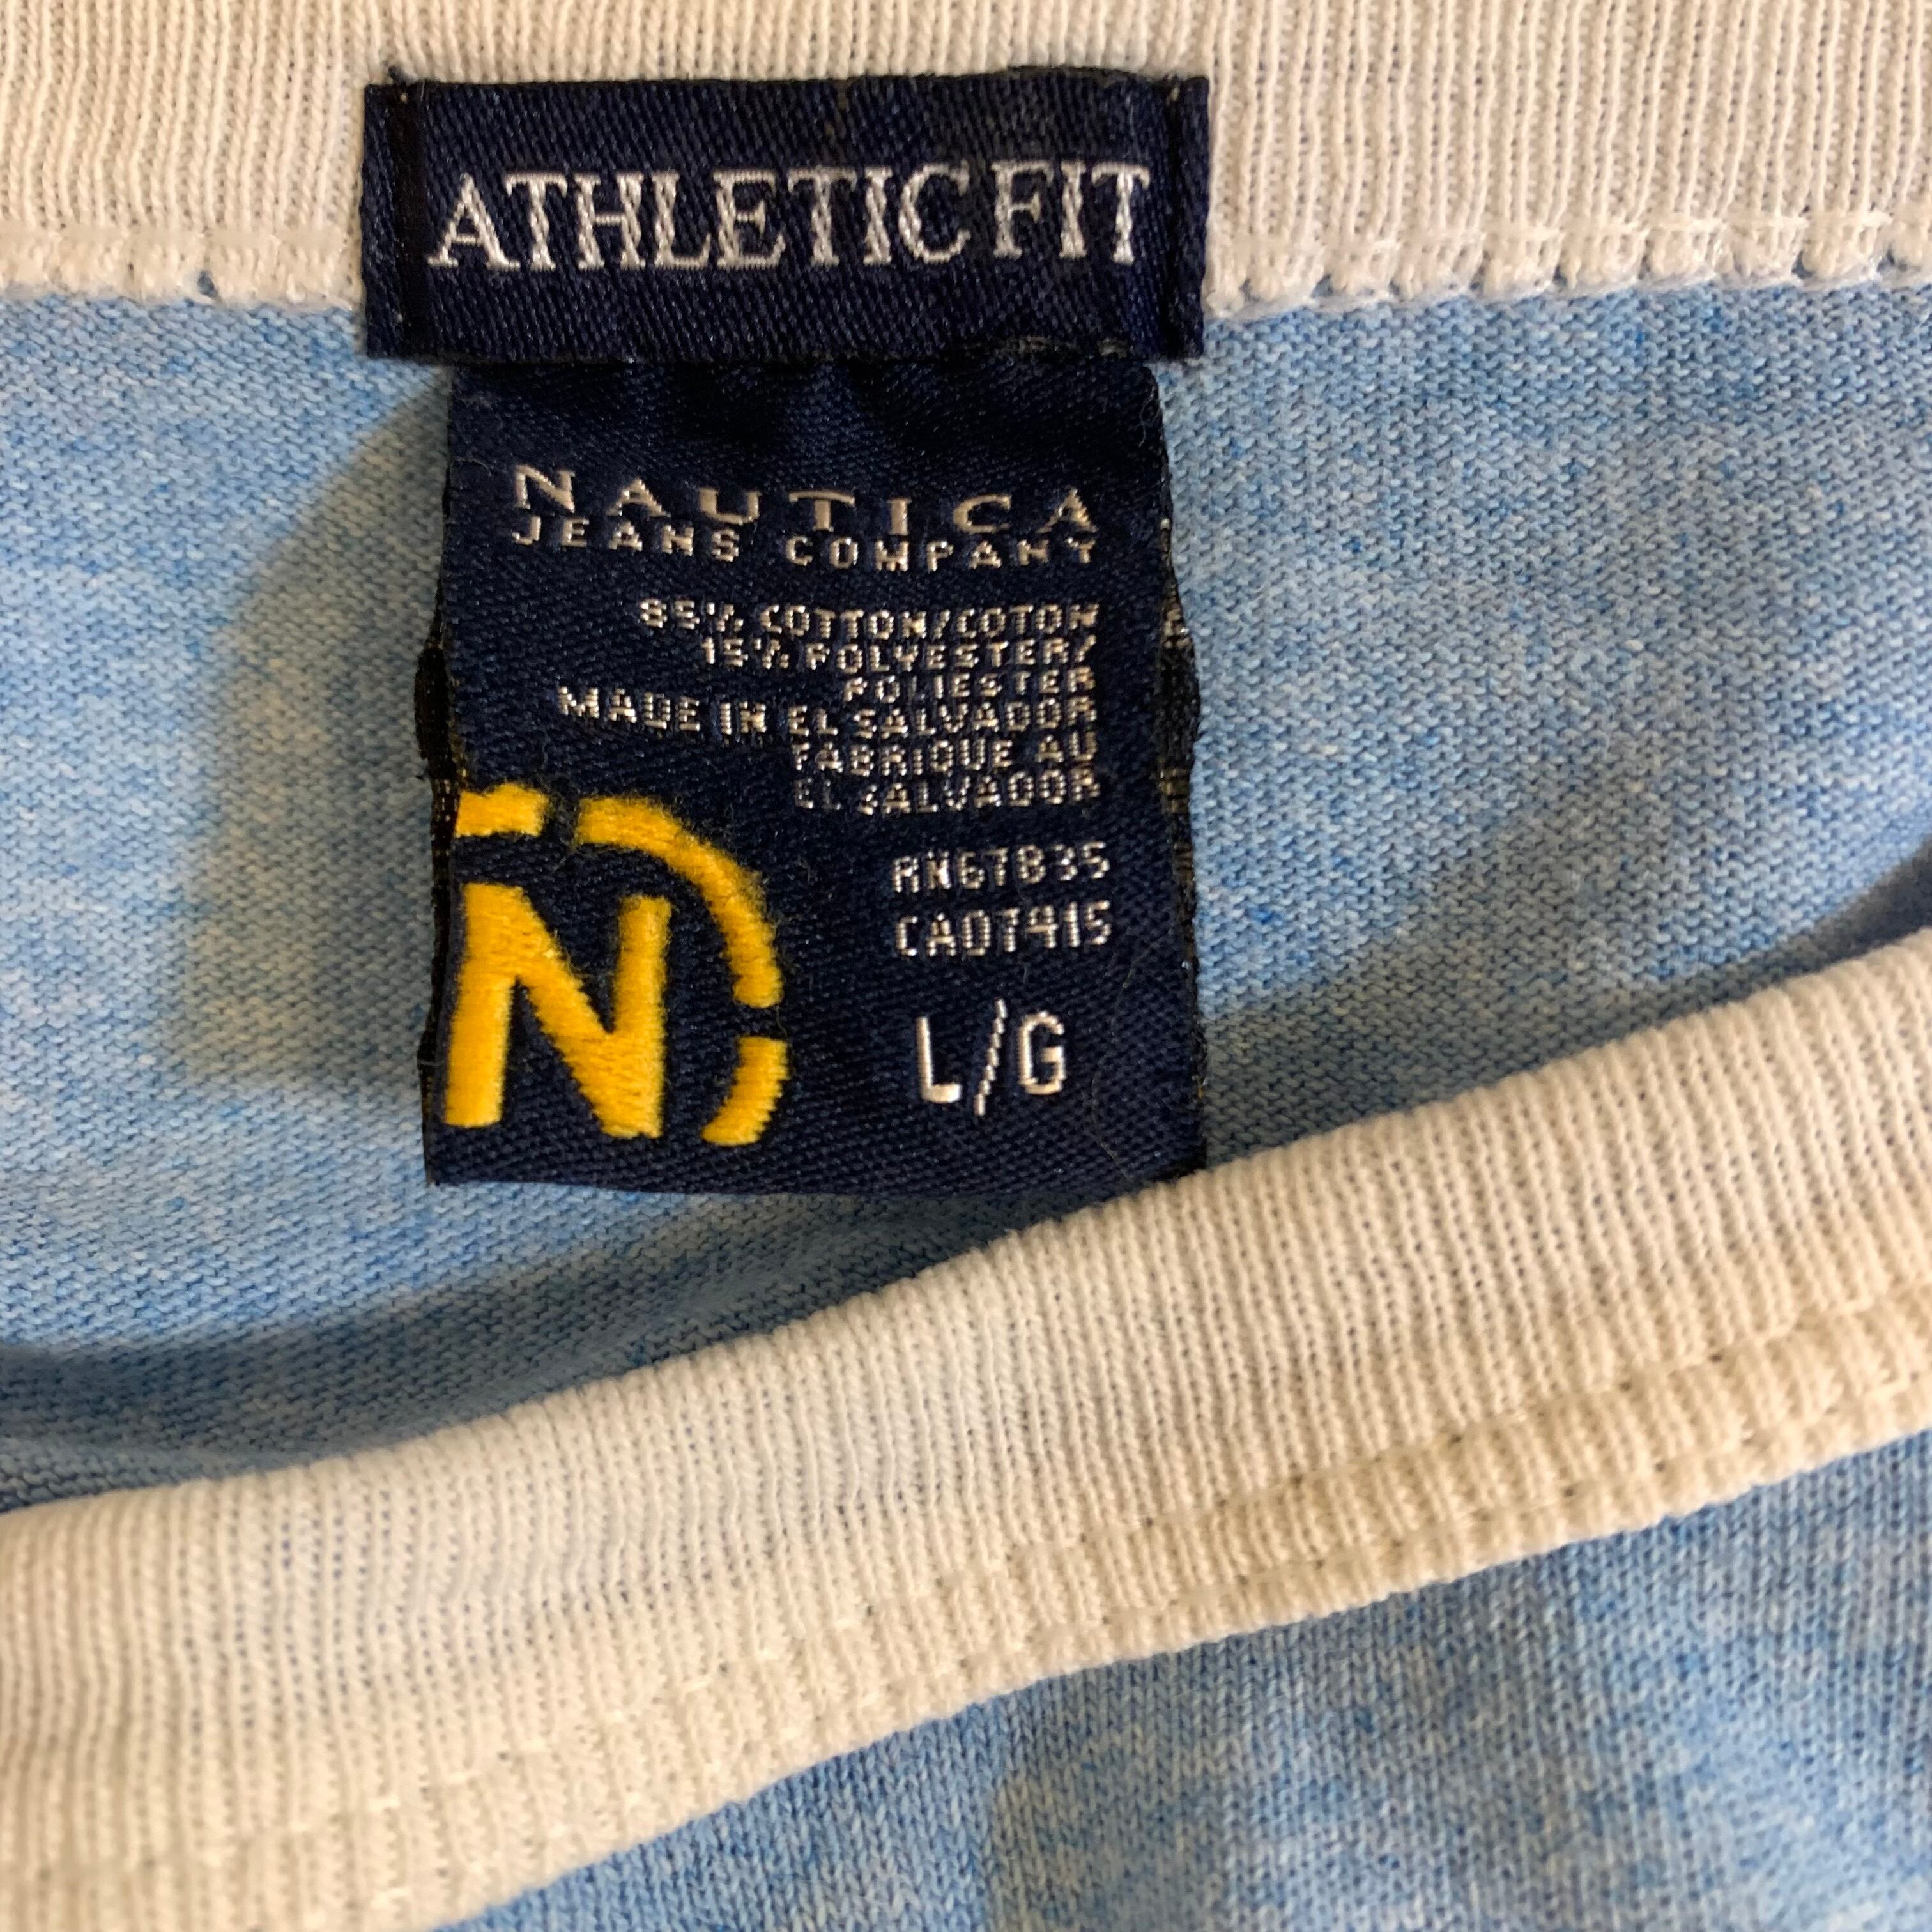 ATHLETIC FIT
NAUTICA
JEANS COMPANY
85% COTTON/COTON
15% POLYESTER/
POLIESTER
MADE IN EL SALVADOR
FABRIQUE AU
EL SALVADOR
RN67835
CA07415
L/G
N